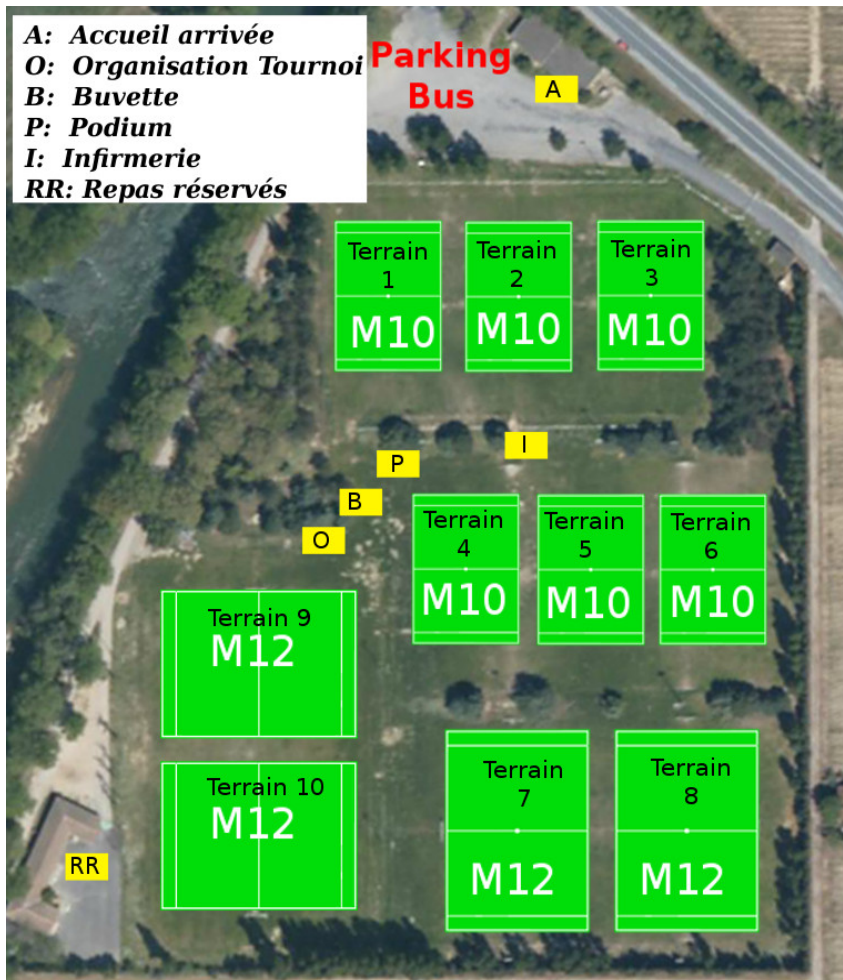 A: Accueil arrivée
O: Organisation Tournoi
B: Buvette
P: Podium
I: Infirmerie
RR: Repas réservés
Parking
Bus
A
Terrain
1
M10
Terrain
2
M10
Terrain
3
M10
I
P
B
O
Terrain
4
M10
Terrain
5
M10
Terrain
6
M10
Terrain 9
M12
Terrain 10
M12
Terrain
7
M12
Terrain
8
M12
RR